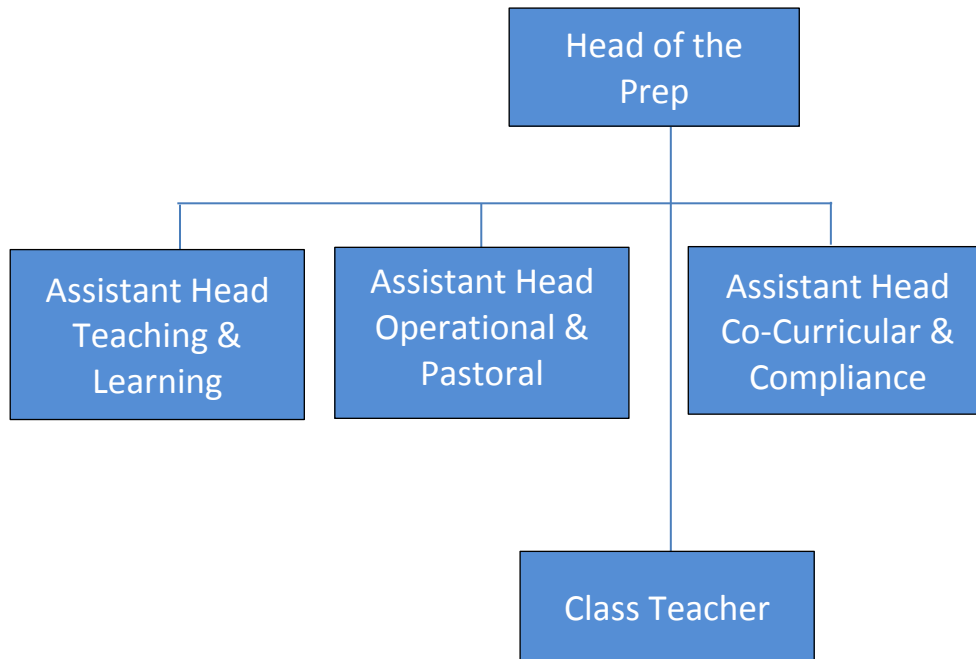 Head of the
Prep
Assistant Head
Teaching &
Learning
Assistant Head
Operational &
Pastoral
Assistant Head
Co-Curricular &
Compliance
Class Teacher